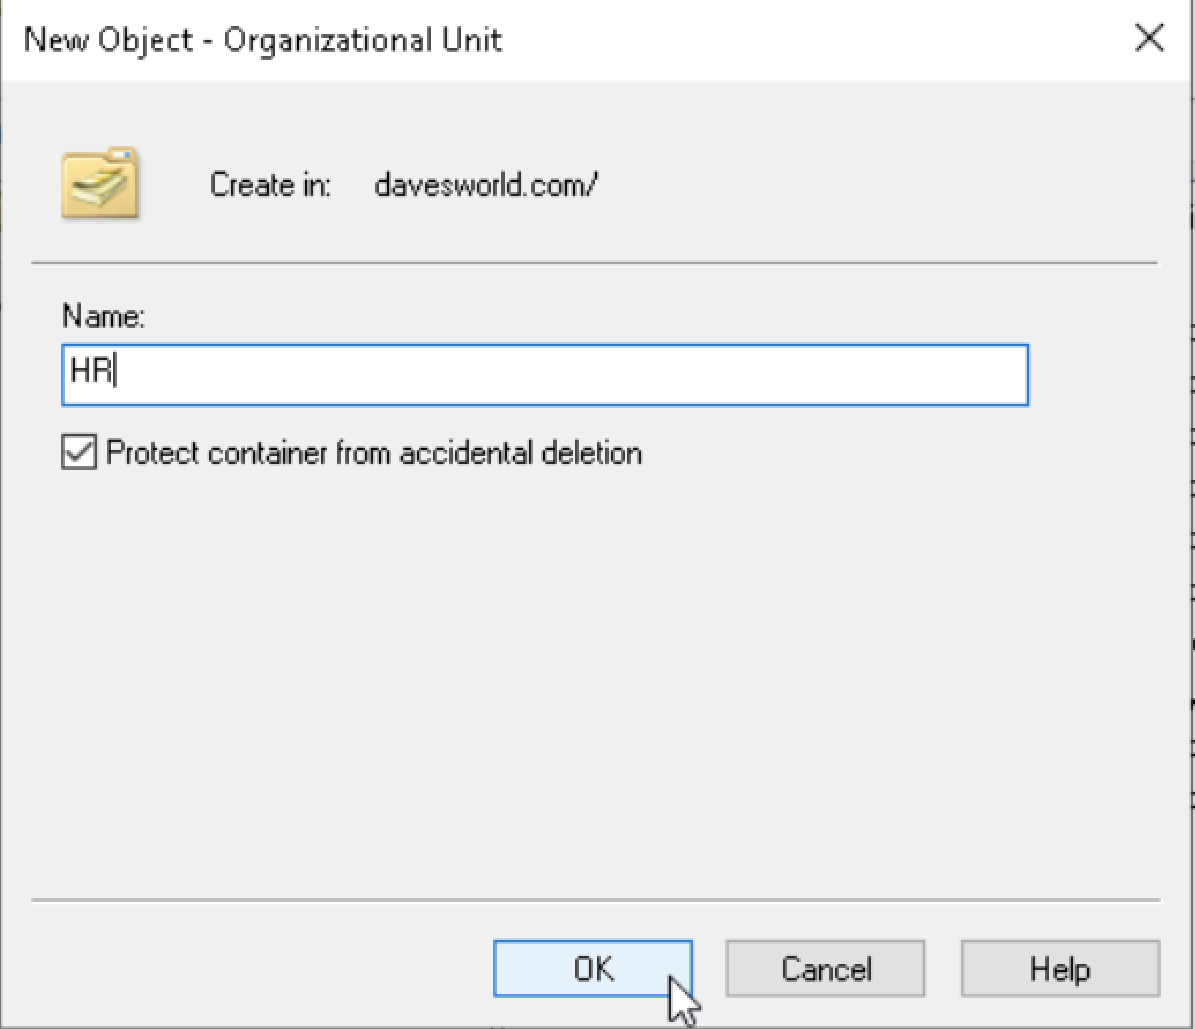 New Object - Organizational Unit
Create in: davesworld.com/
Name:
HR
Protect container from accidental deletion
OK Cancel Help